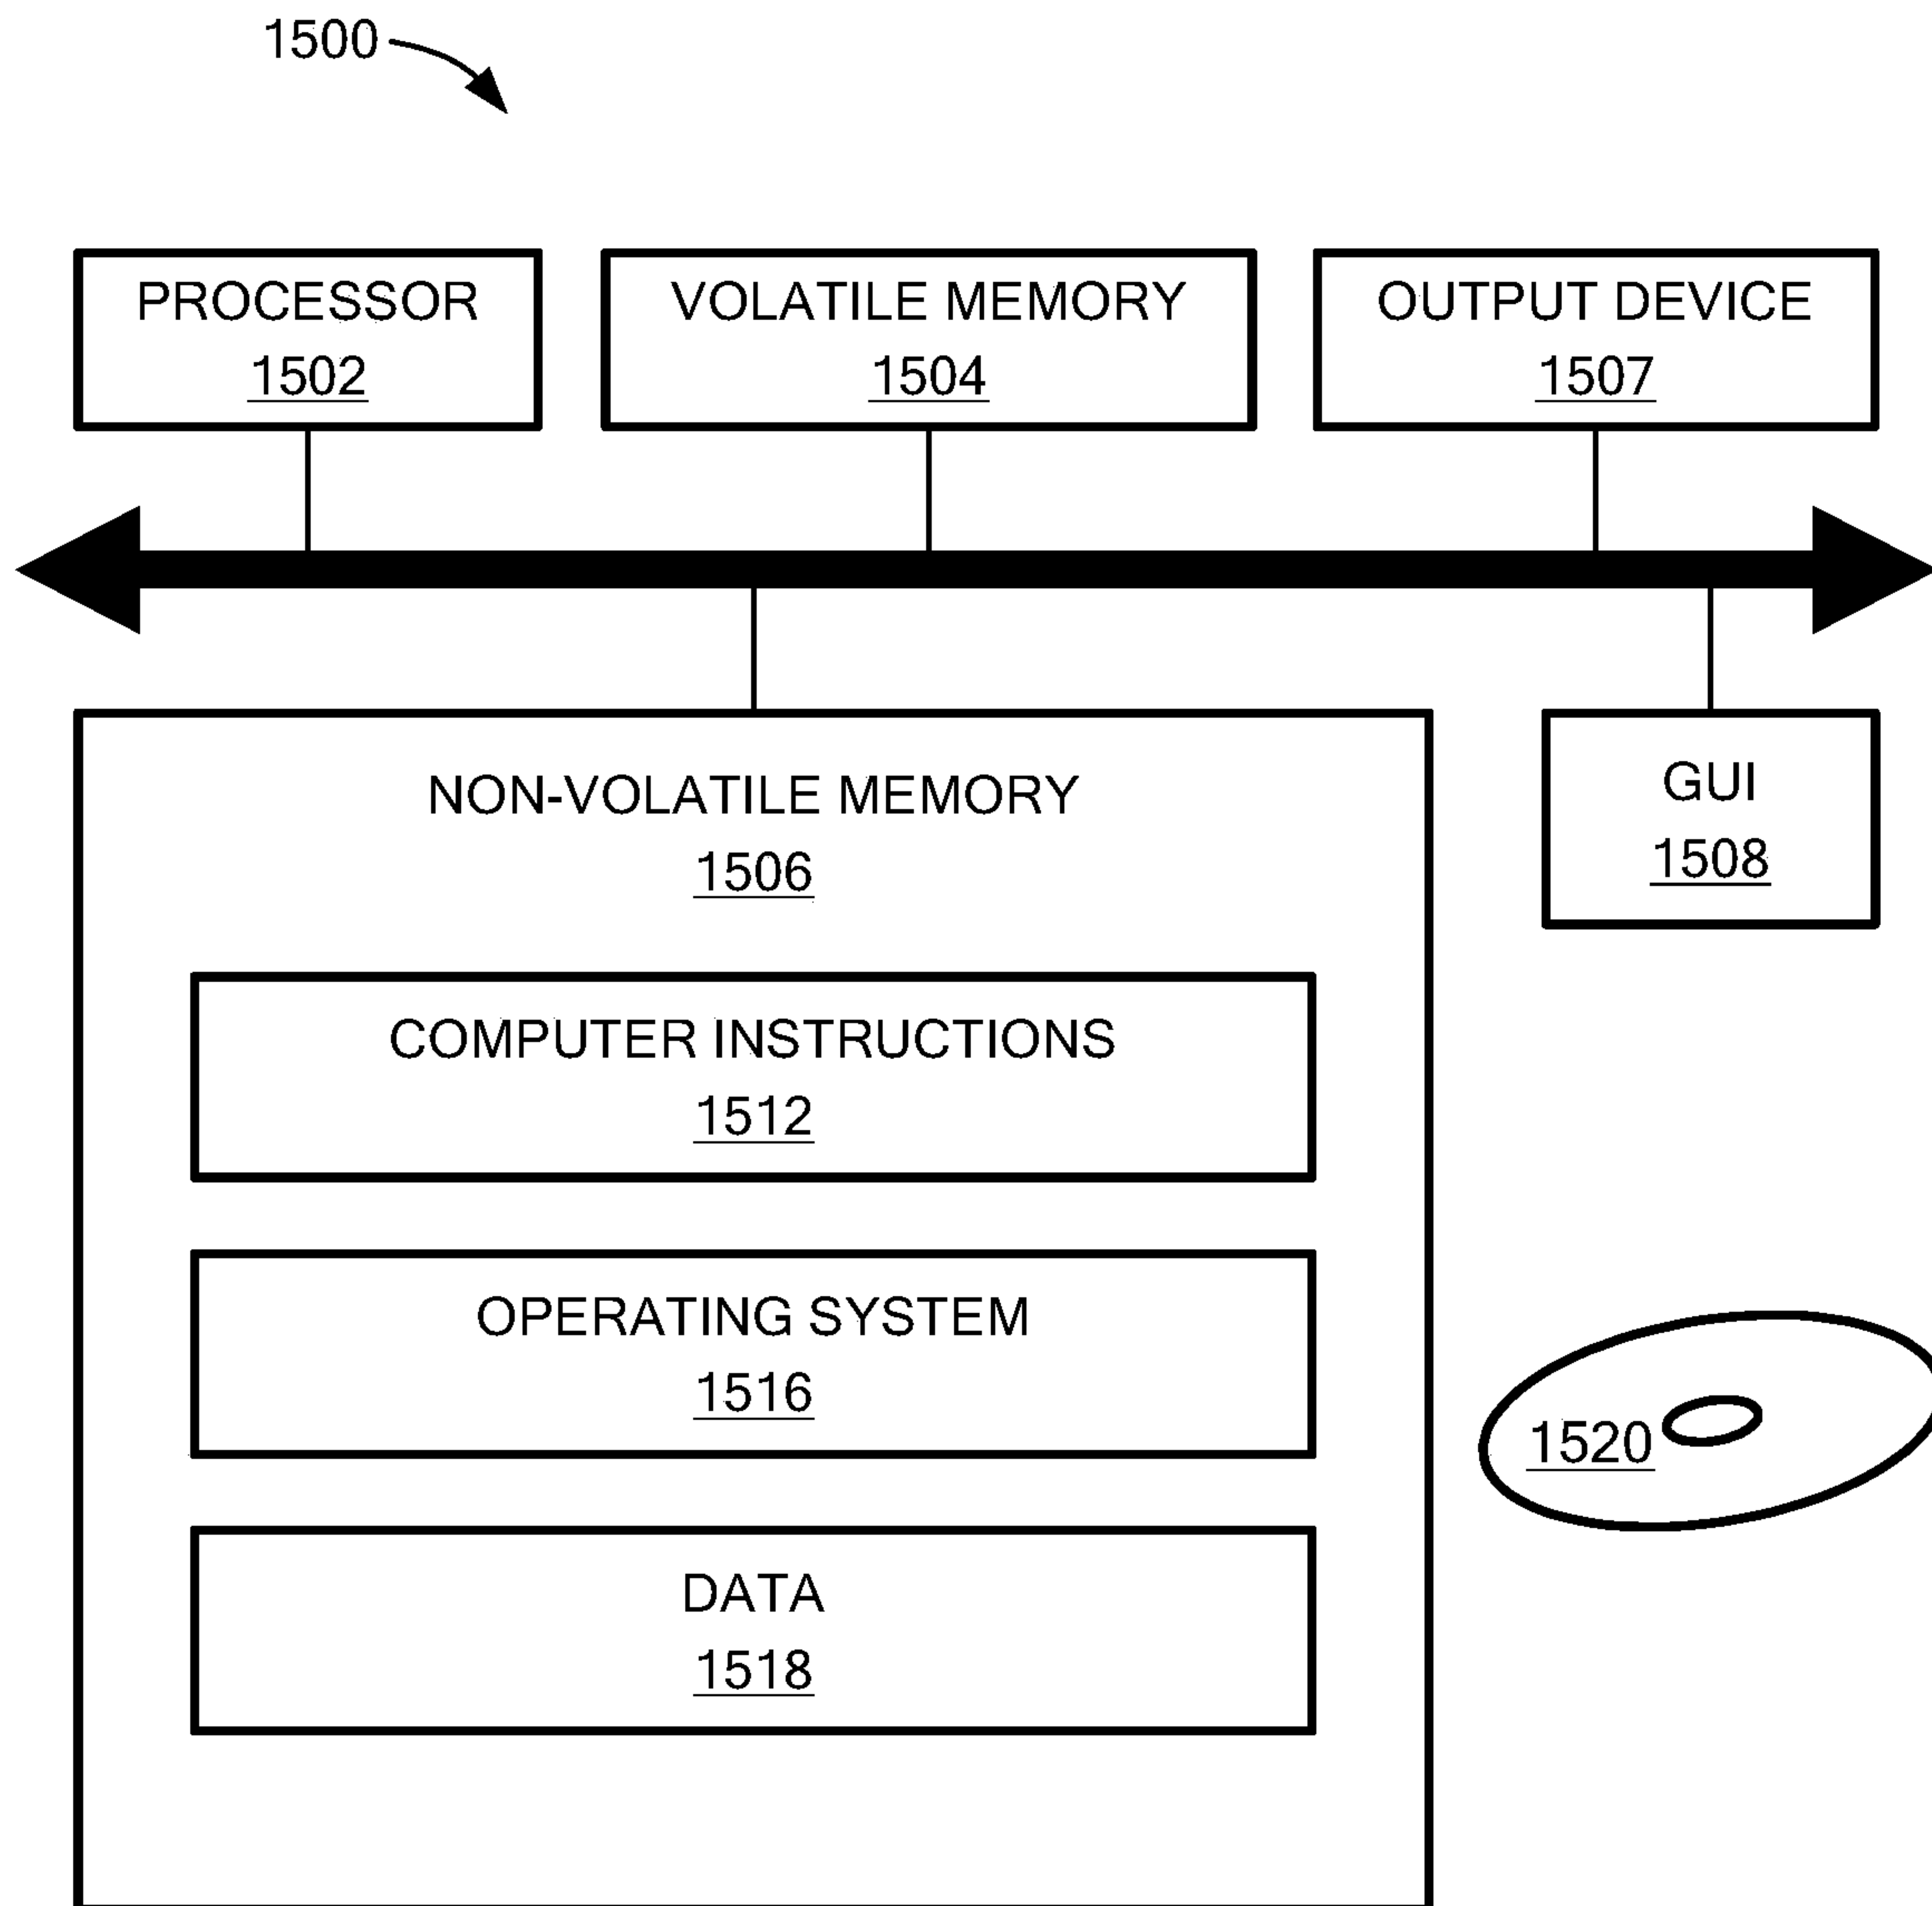 1500
PROCESSOR
1502
VOLATILE MEMORY
1504
OUTPUT DEVICE
1507
NON-VOLATILE MEMORY
1506
GUI
1508
COMPUTER INSTRUCTIONS
1512
OPERATING SYSTEM
1516
1520
DATA
1518